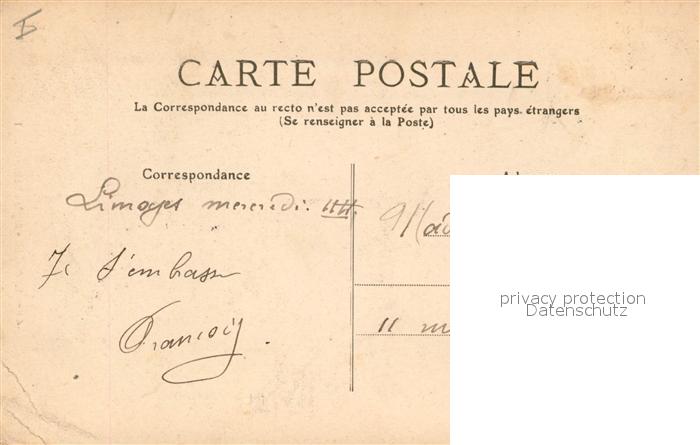 CARTE POSTALE
La Correspondance au recto n'est pas acceptée par tous les pays. étrangers
(Se renseigner à la Poste)
Correspondance
Limoges mercredi.
Je t'embrasse
François
11
privacy protection
Datenschutz